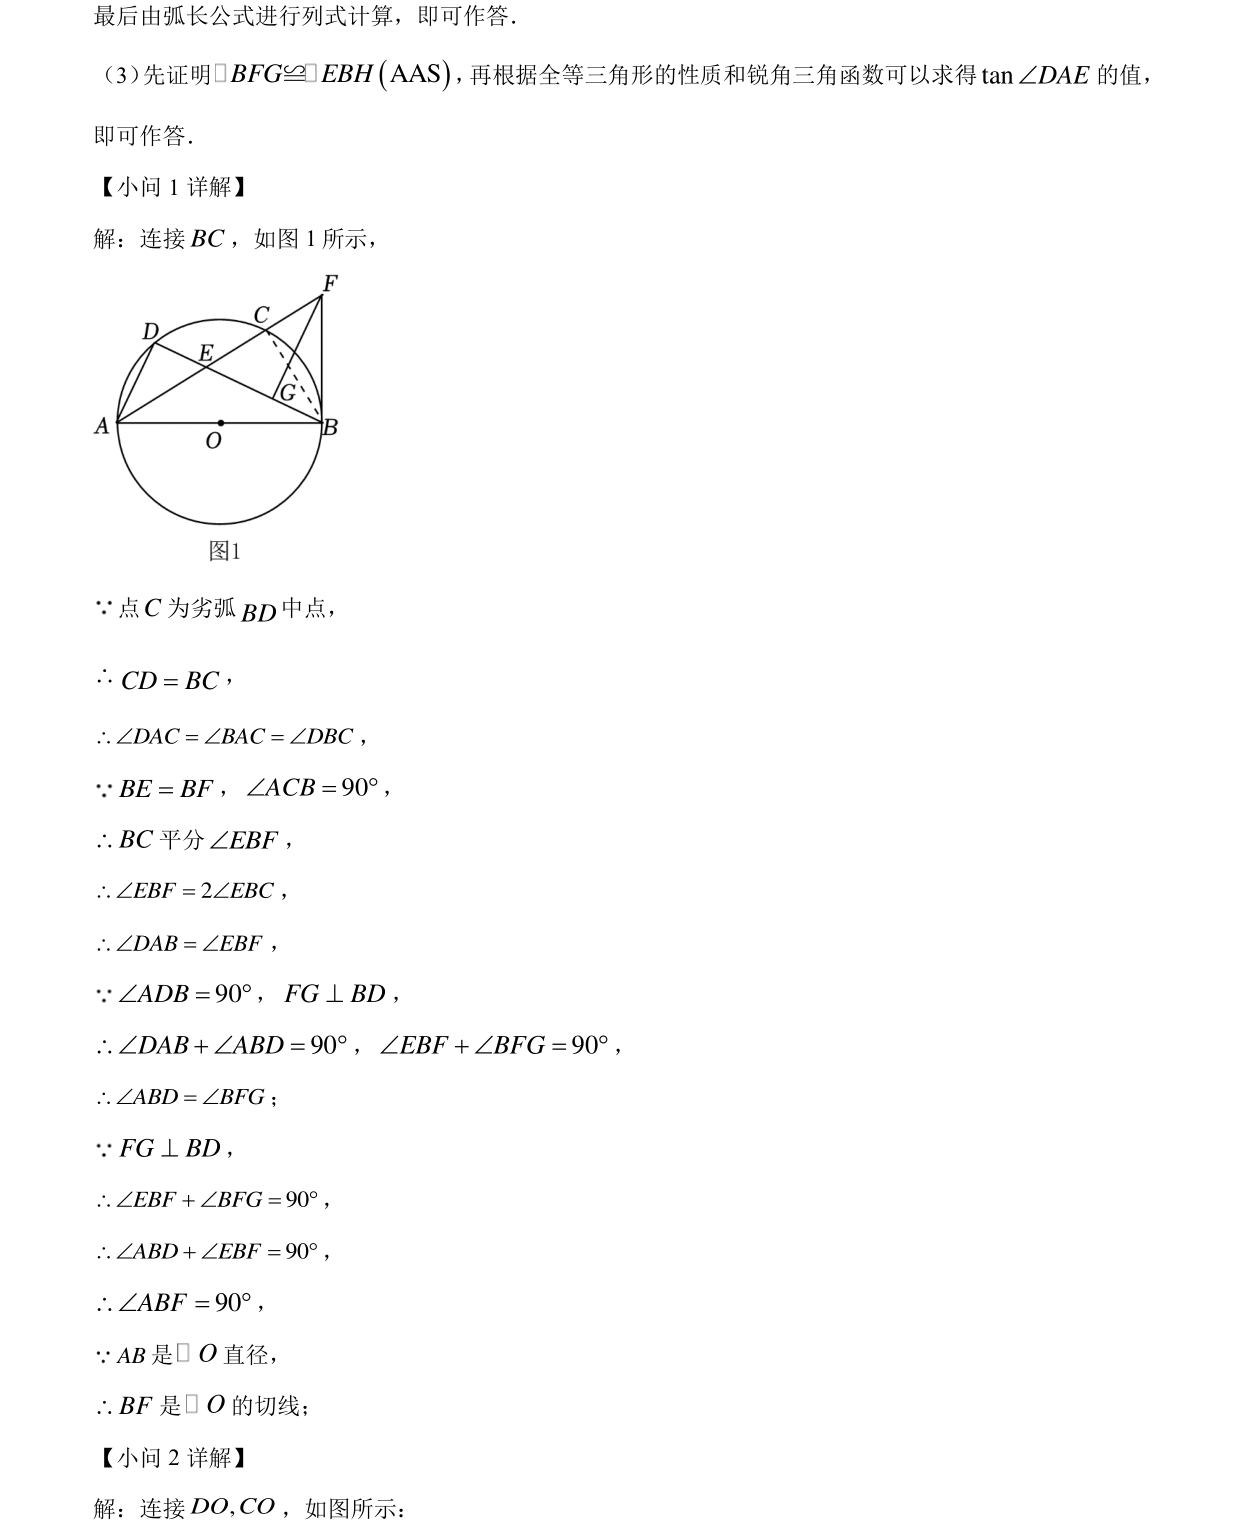 最后由弧长公式进行列式计算，即可作答．
（3）先证明□BFG≌□EBH(AAS)，再根据全等三角形的性质和锐角三角函数可以求得tan∠DAE 的值，
即可作答．
【小问 1 详解】
解：连接BC，如图 1 所示，
F
C
D
E
G
A
B
O
图1
∵点C为劣弧BD中点，
∴CD=BC，
∴∠DAC=∠BAC=∠DBC，
∵BE=BF，∠ACB=90°，
∴BC平分∠EBF，
∴∠EBF=2∠EBC，
∴∠DAB=∠EBF，
∵∠ADB=90°，FG⊥BD，
∴∠DAB+∠ABD=90°，∠EBF+∠BFG=90°，
∴∠ABD=∠BFG；
∵FG⊥BD，
∴∠EBF+∠BFG=90°，
∴∠ABD+∠EBF=90°，
∴∠ABF=90°，
∵AB是□O直径，
∴BF是□O的切线；
【小问 2 详解】
解：连接DO,CO，如图所示：